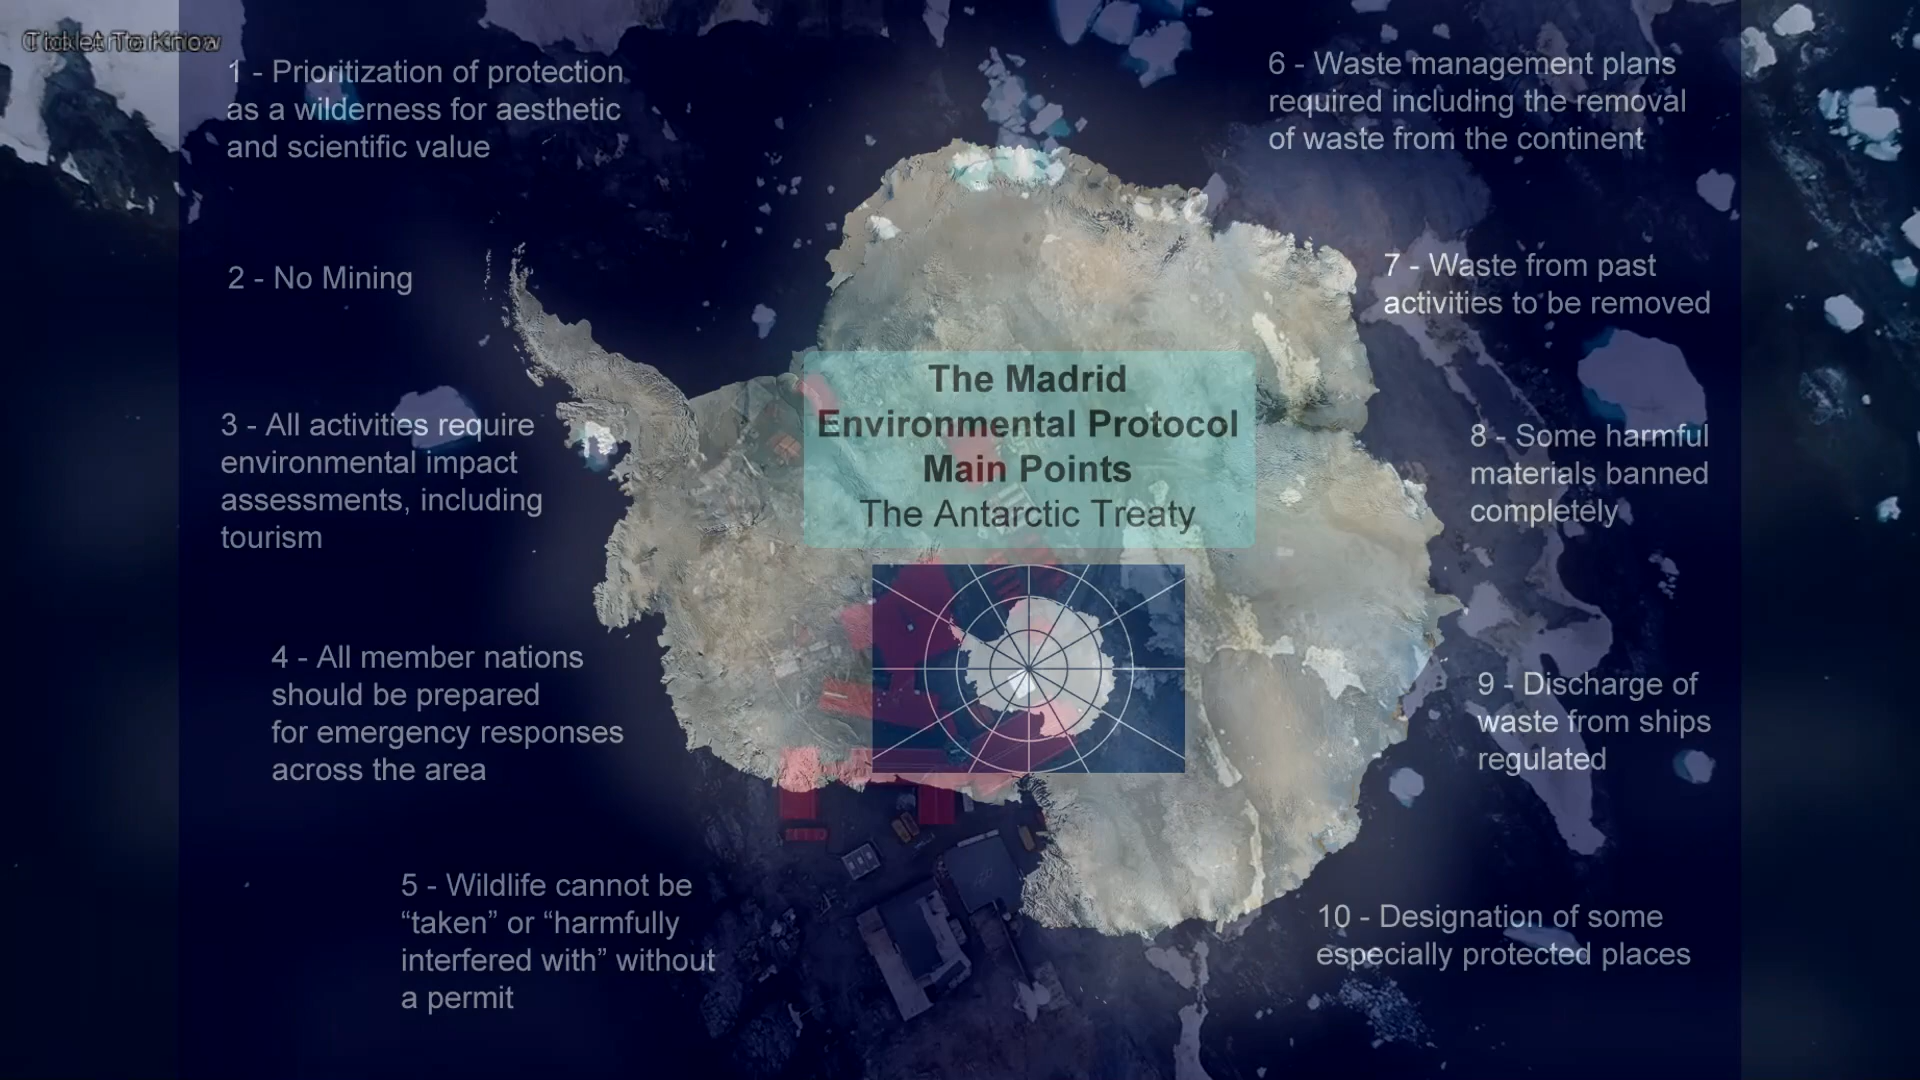 1 - Prioritization of protection
as a wilderness for aesthetic
and scientific value
2 - No Mining
3 - All activities require
environmental impact
assessments, including
tourism
4 - All member nations
should be prepared
for emergency responses
across the area
5 - Wildlife cannot be
“taken” or “harmfully
interfered with” without
a permit
The Madrid
Environmental Protocol
Main Points
The Antarctic Treaty
6 - Waste management plans
required including the removal
of waste from the continent
7 - Waste from past
activities to be removed
8 - Some harmful
materials banned
completely
9 - Discharge of
waste from ships
regulated
10 - Designation of some
especially protected places